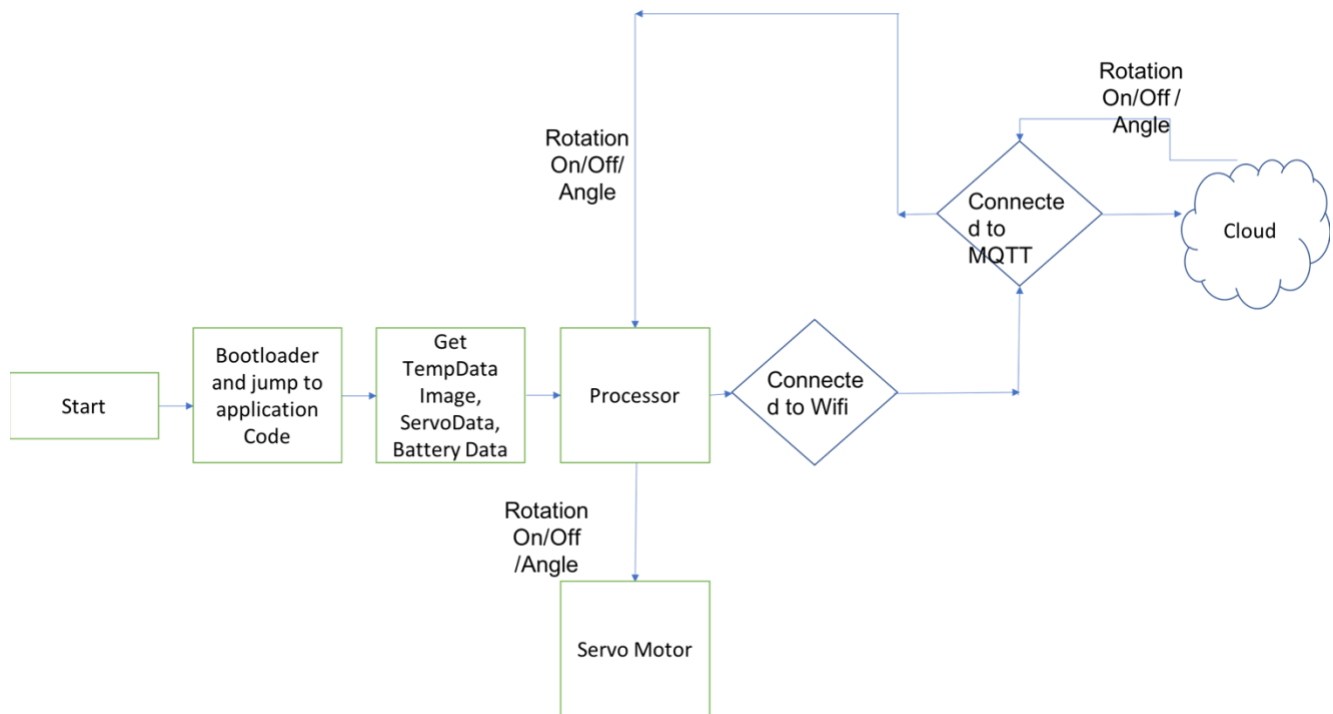 Rotation
On/Off /
Angle
Rotation
On/Off/
Angle
Connecte
d to
MQTT
Cloud
Start
Bootloader
and jump to
application
Code
Get
TempData
Image,
ServoData,
Battery Data
Processor
Connecte
d to Wifi
Rotation
On/Off
/Angle
Servo Motor